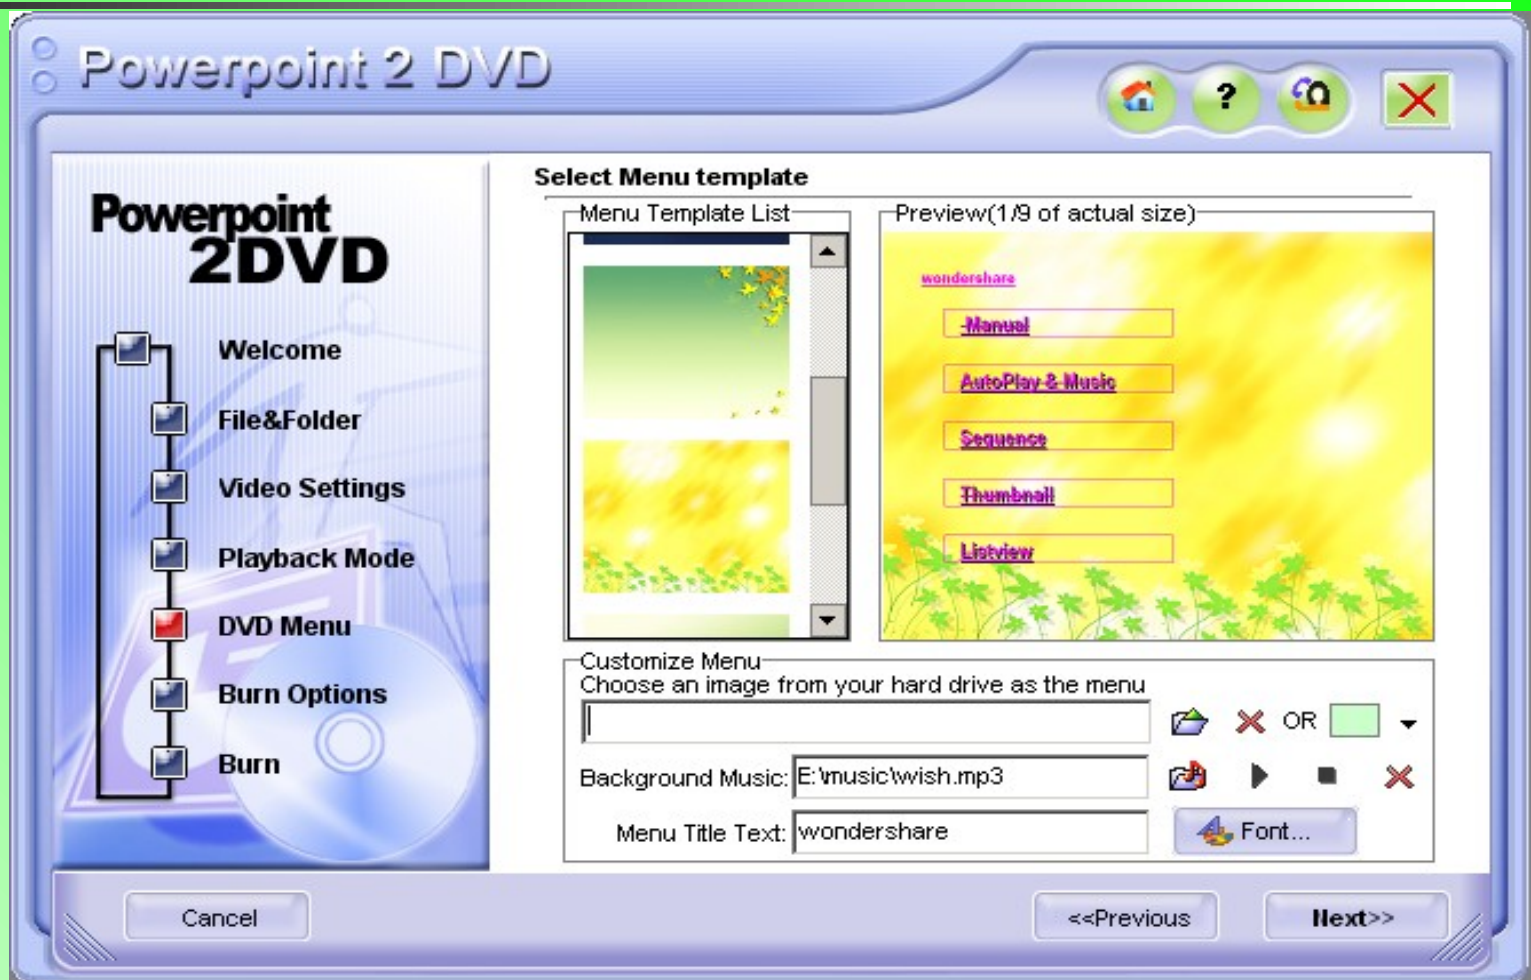 Powerpoint 2 DVD
?
Powerpoint
2DVD
Welcome
File&Folder
Video Settings
Playback Mode
DVD Menu
Burn Options
Burn
Select Menu template
Menu Template List
Preview(1/9 of actual size)
wondershare
-Manual
AutoPlay & Music
Sequence
Thumbnail
Listview
Customize Menu
Choose an image from your hard drive as the menu
OR
Background Music: E:\music\wish.mp3
Menu Title Text: wondershare
Font...
Cancel
<<Previous
Next>>